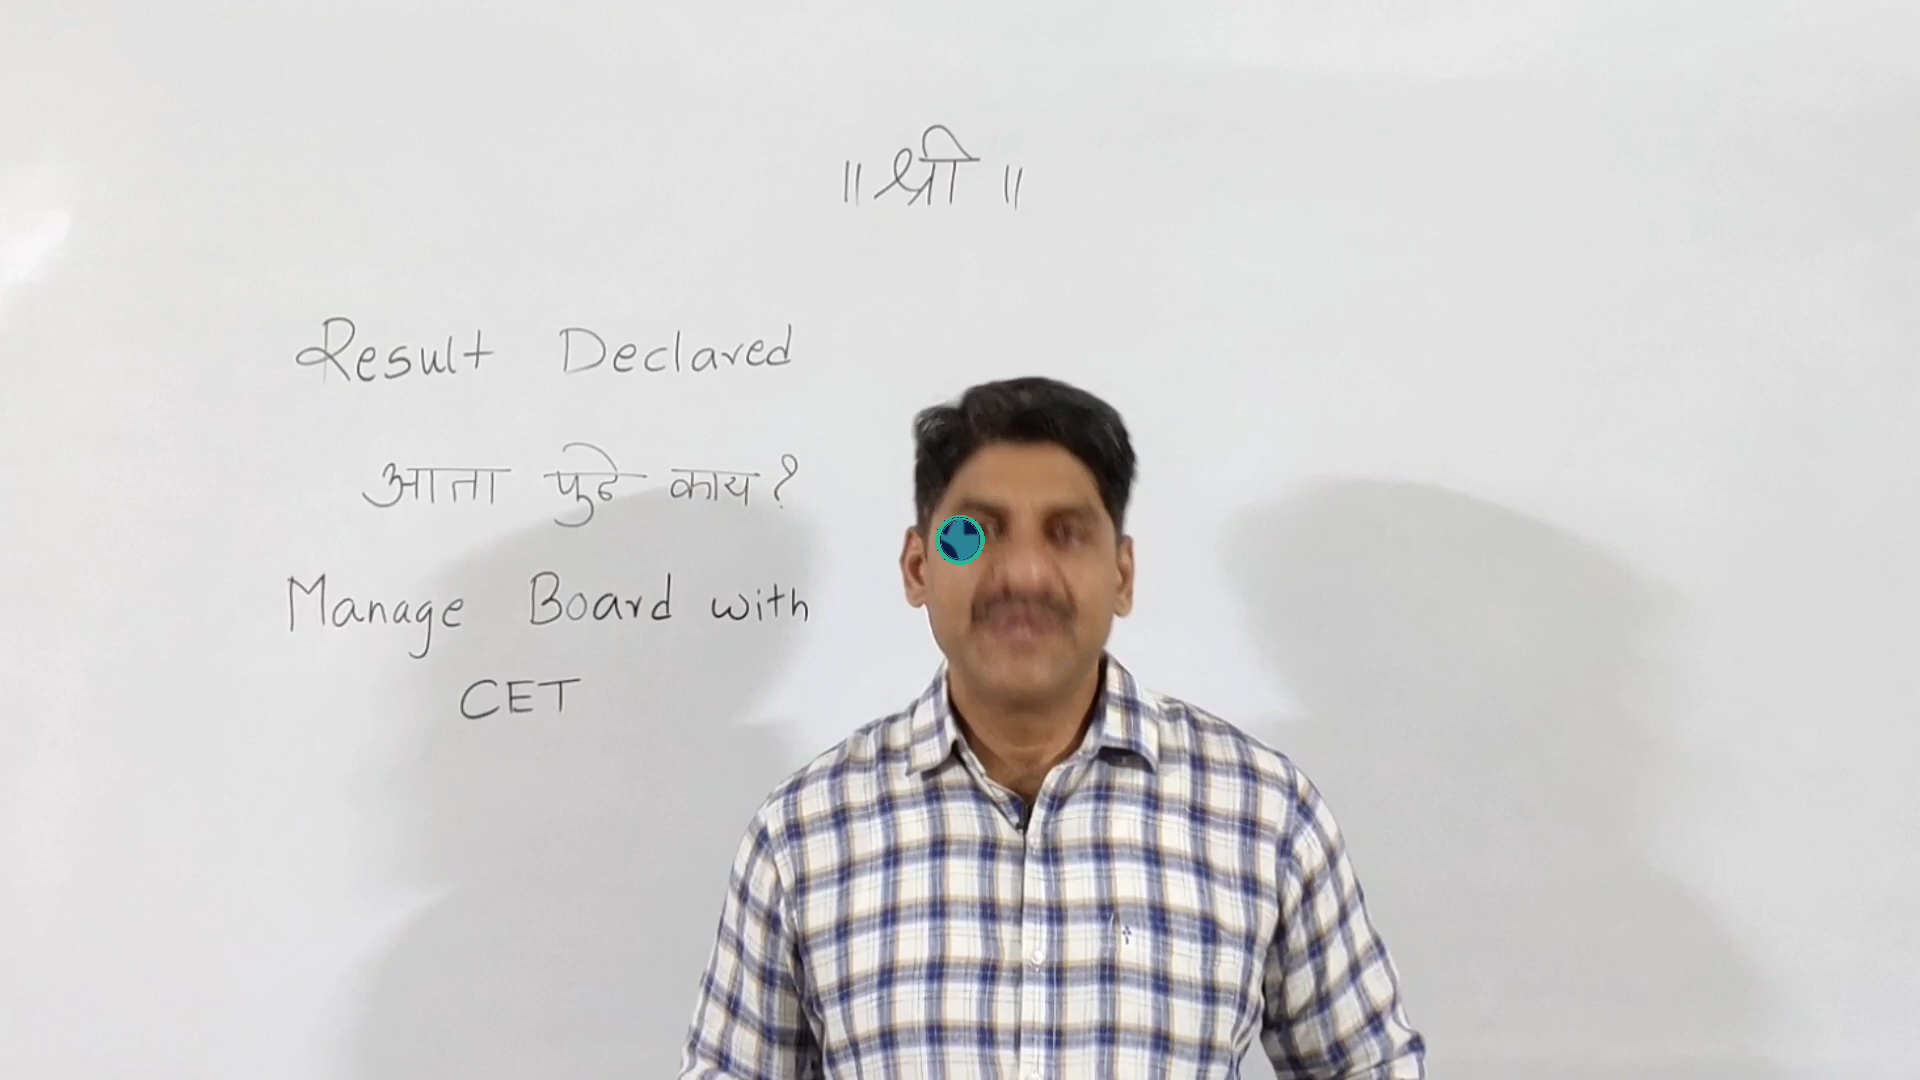 ॥ श्री ॥
Result Declared
आता पुढे काय?
Manage Board with
CET